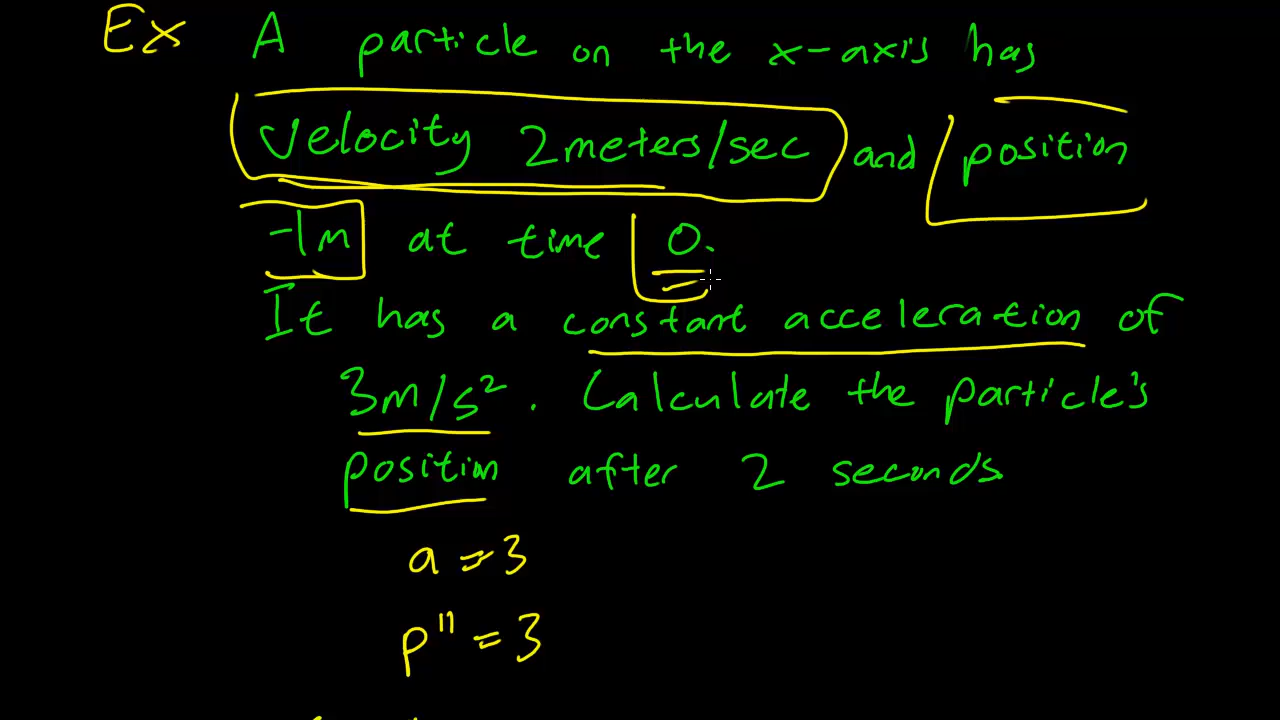 Ex A particle on the x-axis has
velocity 2meters/sec and position
-1m at time 0.
It has a constant acceleration of
3m/s². Calculate the particle's
positin after 2 seconds
a = 3
p'' = 3